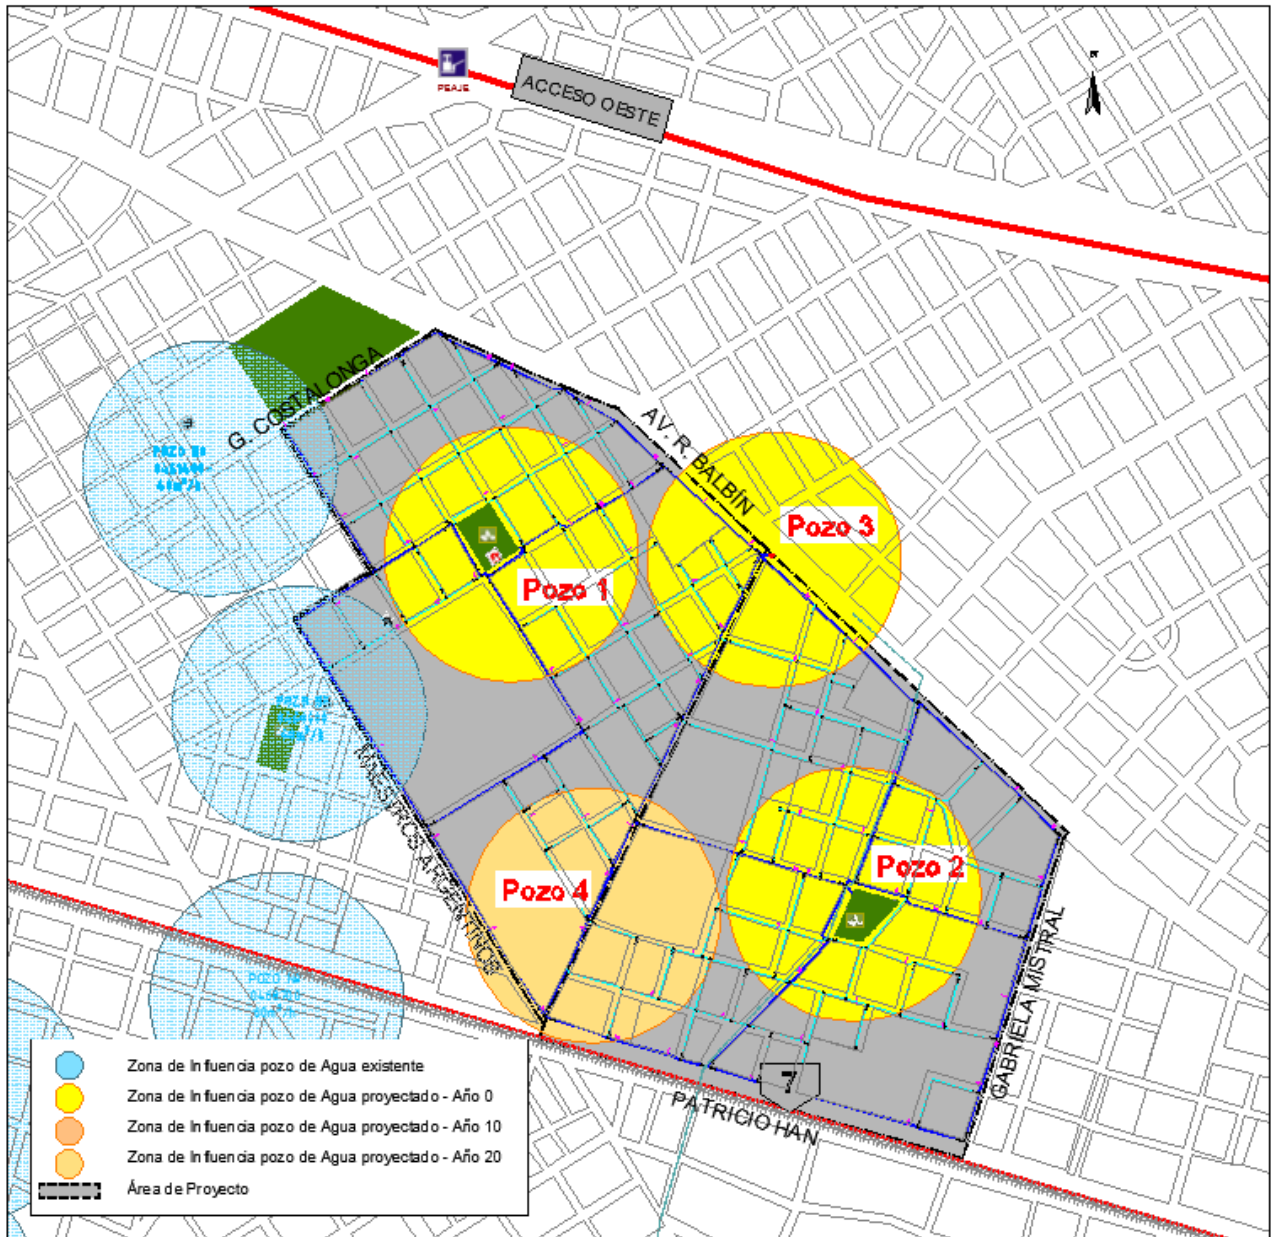 PEAJE
ACCESO OESTE
G. COSTALONGA
AV. R. BALBÍN
Pozo 3
Pozo 1
MAESTROS ARGENTINOS
Pozo 4
Pozo 2
GABRIELA MISTRAL
7
PATRICIO HAN
Zona de Influencia pozo de Agua existente
Zona de Influencia pozo de Agua proyectado - Año 0
Zona de Influencia pozo de Agua proyectado - Año 10
Zona de Influencia pozo de Agua proyectado - Año 20
Área de Proyecto